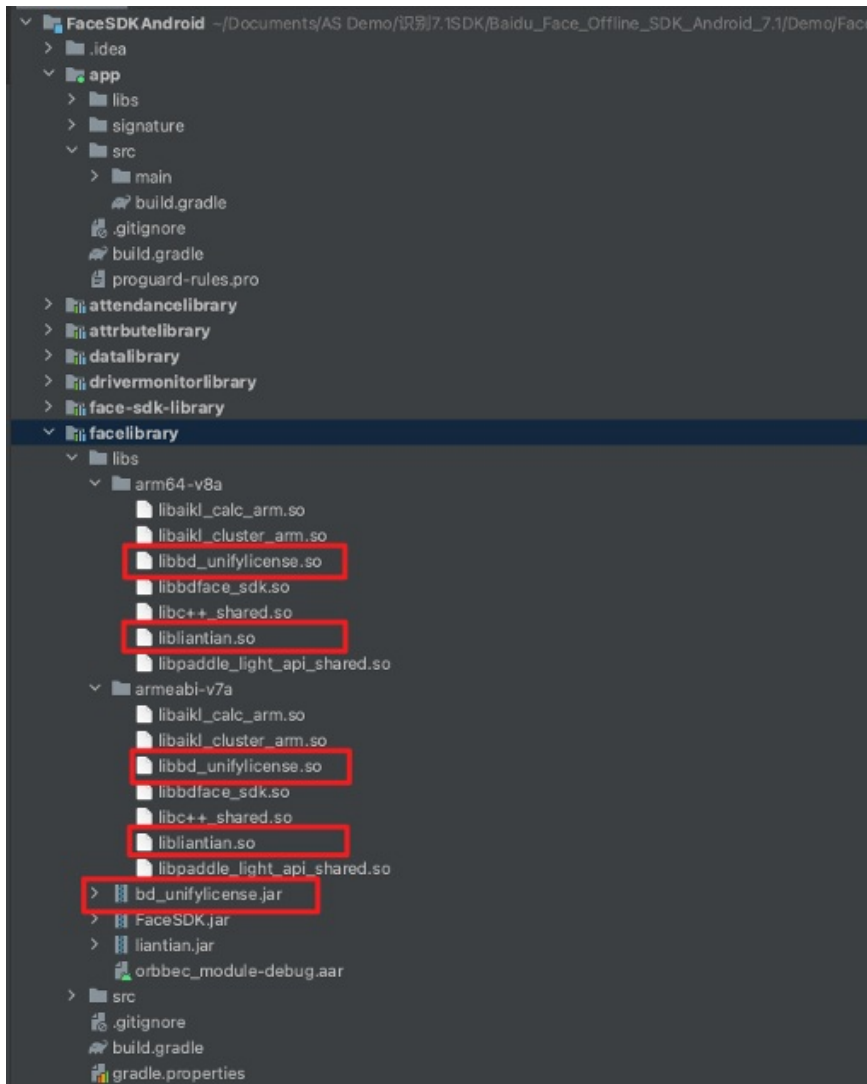 FaceSDKAndroid ~/Documents/AS Demo/识别7.1SDK/Baidu_Face_Offline_SDK_Android_7.1/Demo/Face
.idea
app
libs
signature
src
main
build.gradle
.gitignore
build.gradle
proguard-rules.pro
attendancelibrary
attrbutelibrary
datalibrary
drivermonitorlibrary
face-sdk-library
facelibrary
libs
arm64-v8a
libaikl_calc_arm.so
libaikl_cluster_arm.so
libbd_unifylicense.so
libbdface_sdk.so
libc++_shared.so
libliantian.so
libpaddle_light_api_shared.so
armeabi-v7a
libaikl_calc_arm.so
libaikl_cluster_arm.so
libbd_unifylicense.so
libbdface_sdk.so
libc++_shared.so
libliantian.so
libpaddle_light_api_shared.so
bd_unifylicense.jar
FaceSDK.jar
liantian.jar
orbbec_module-debug.aar
src
.gitignore
build.gradle
gradle.properties